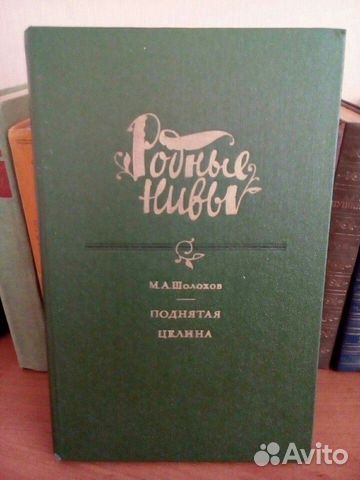 Родные
нивы
М.А.Шолохов
ПОДНЯТАЯ
ЦЕЛИНА
Avito